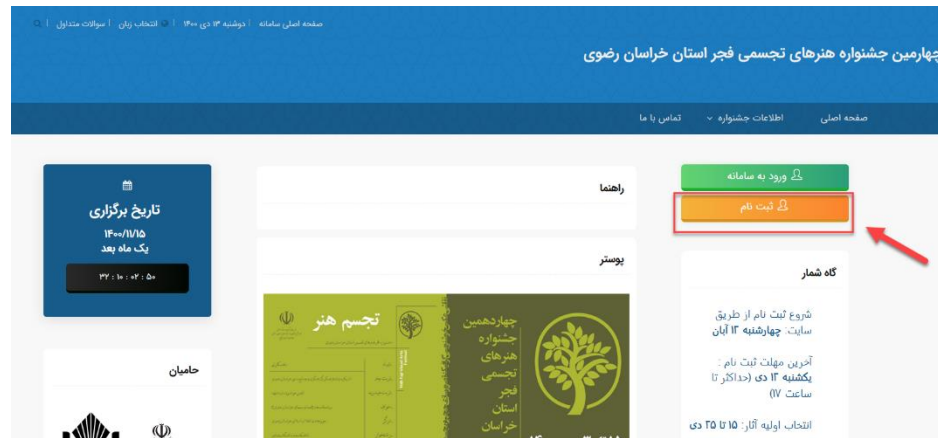 صفحه اصلی سامانه | دوشنبه ۱۳ دی ۱۴۰۰ | انتخاب زبان | سوالات متداول
چهارمین جشنواره هنرهای تجسمی فجر استان خراسان رضوی
صفحه اصلی اطلاعات جشنواره تماس با ما
ورود به سامانه
ثبت نام
گاه شمار
شروع ثبت نام از طریق
سایت: چهارشنبه ۱۲ آبان
آخرین مهلت ثبت نام :
یکشنبه ۱۲ دی (حداکثر تا
ساعت ۱۷)
انتخاب اولیه آثار: ۱۵ تا ۲۵ دی
راهنما
پوستر
چهاردهمین
جشنواره
هنرهای
تجسمی
فجر
استان
خراسان
تجسم هنر
تاریخ برگزاری
۱۴۰۰/۱۱/۱۵
یک ماه بعد
۳۲ : ۱۰ : ۰۲ : ۵۰
حامیان